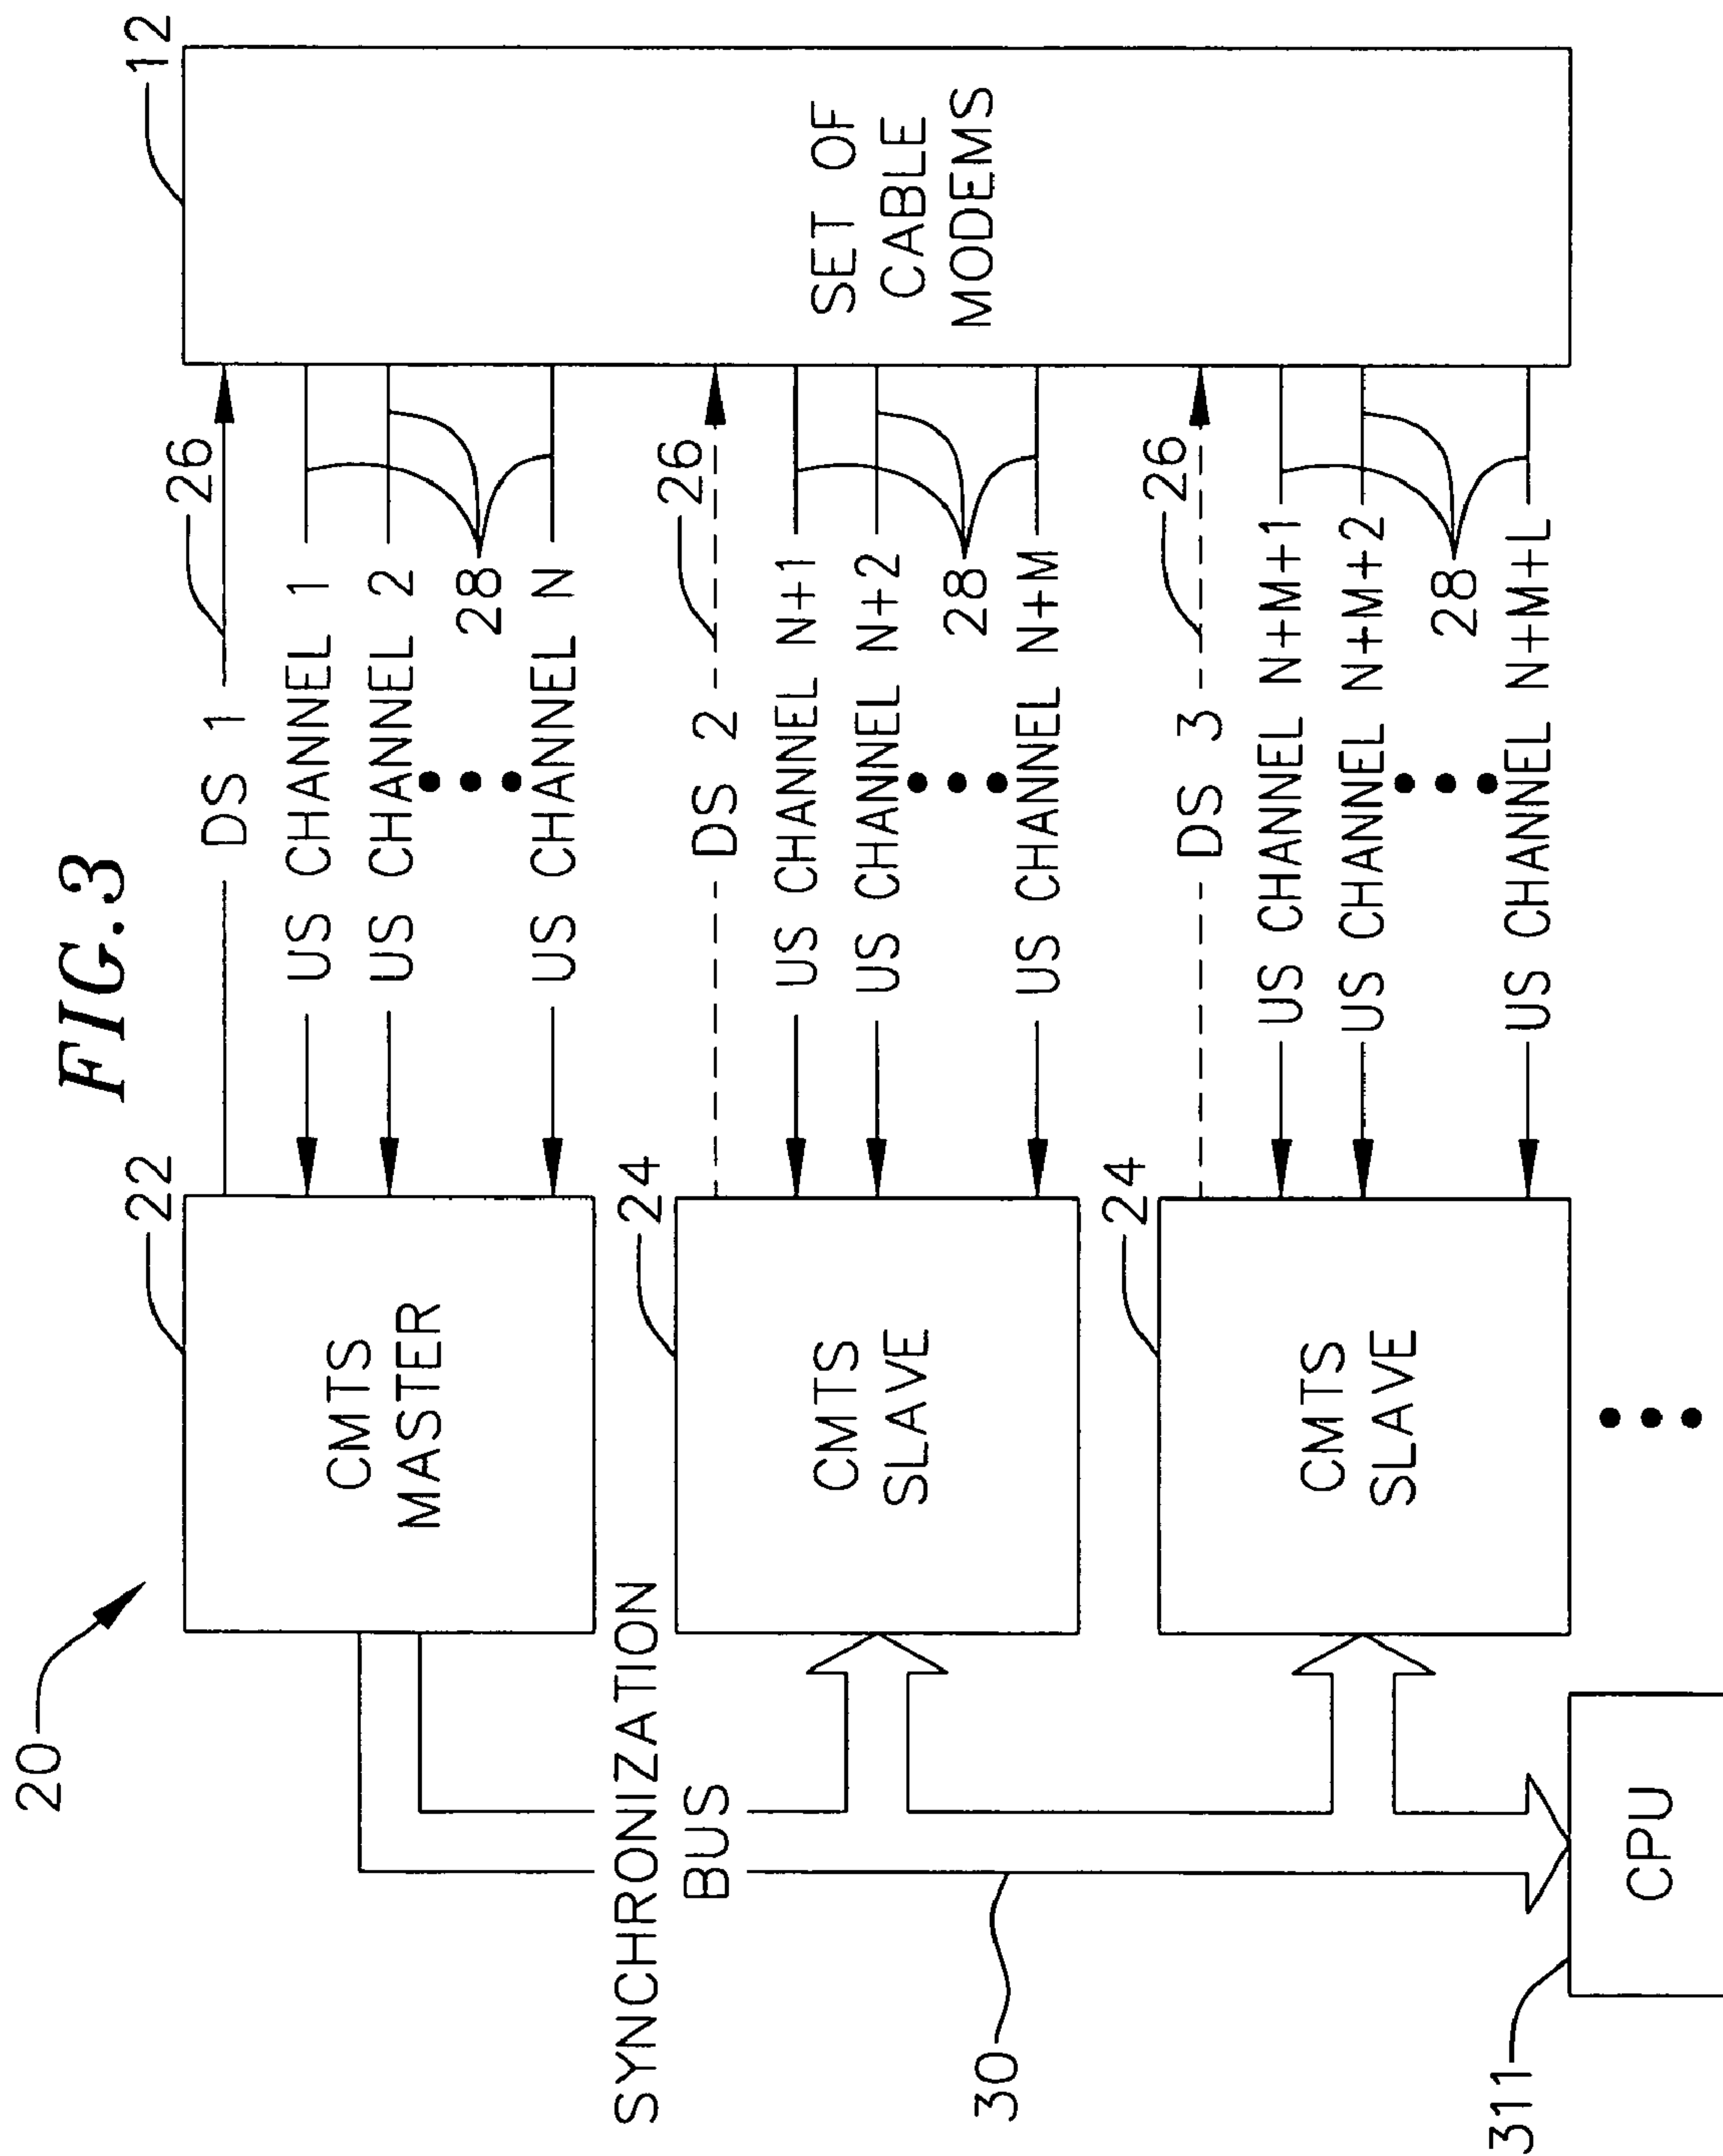 FIG.3
20
22
12
CMTS
MASTER
DS 1
26
US CHANNEL 1
US CHANNEL 2
28
US CHANNEL N
SET OF
CABLE
MODEMS
SYNCHRONIZATION
BUS
24
CMTS
SLAVE
DS 2
26
US CHANNEL N+1
US CHANNEL N+2
28
US CHANNEL N+M
30
24
CMTS
SLAVE
DS 3
26
US CHANNEL N+M+1
US CHANNEL N+M+2
28
US CHANNEL N+M+L
311
CPU